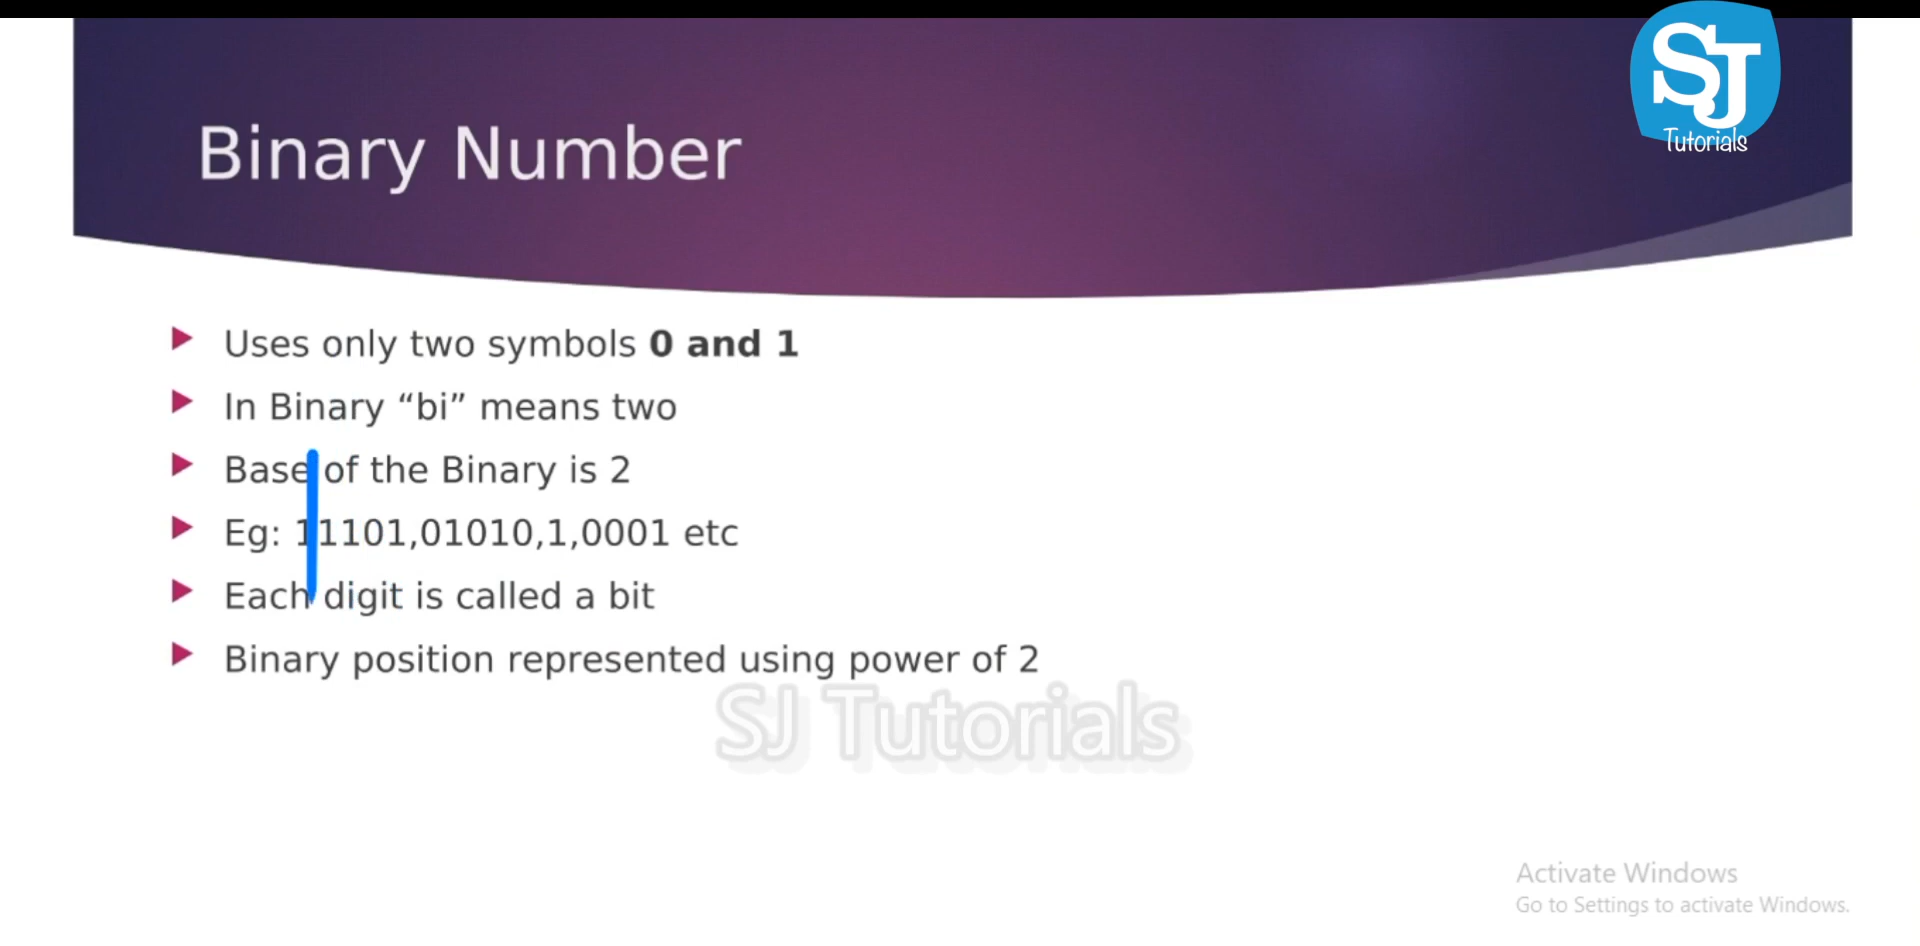 SJ
Tutorials
Binary Number
Uses only two symbols 0 and 1
In Binary “bi” means two
Base of the Binary is 2
Eg: 11101,01010,1,0001 etc
Each digit is called a bit
Binary position represented using power of 2
SJ Tutorials
Activate Windows
Go to Settings to activate Windows.